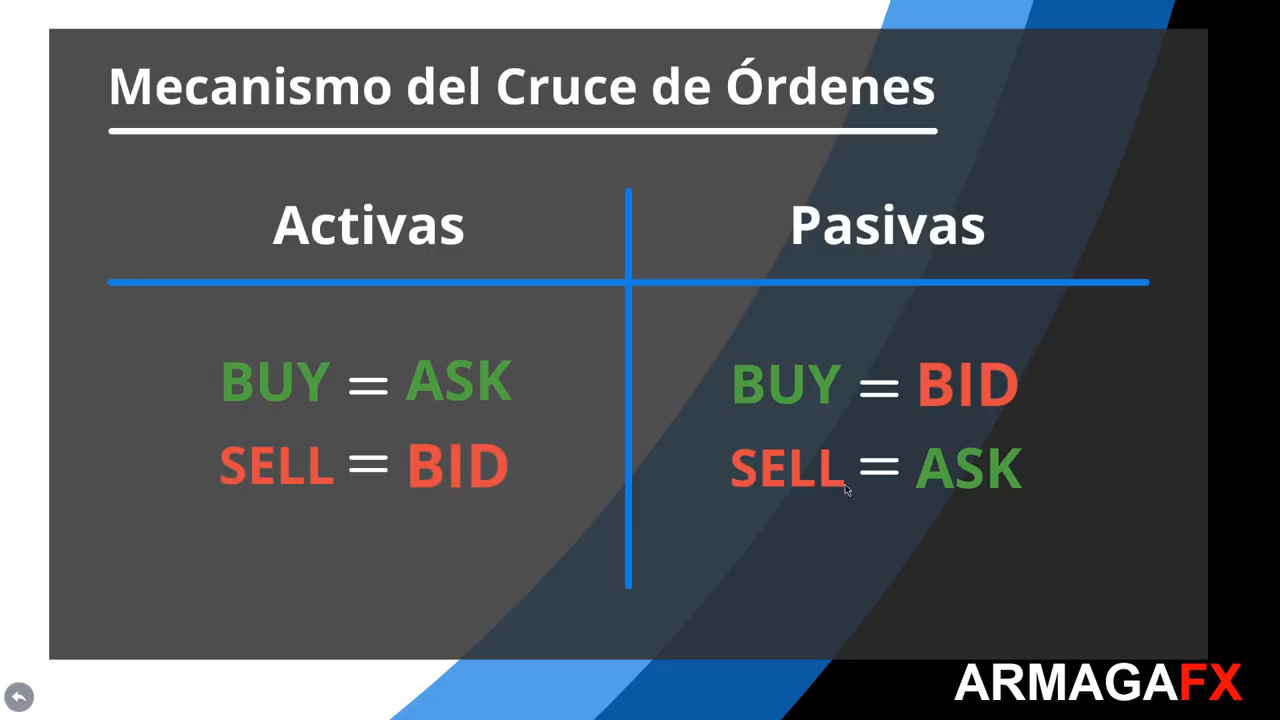 Mecanismo del Cruce de Órdenes
Activas
BUY = ASK
SELL = BID
Pasivas
BUY = BID
SELL = ASK
ARMAGAFX